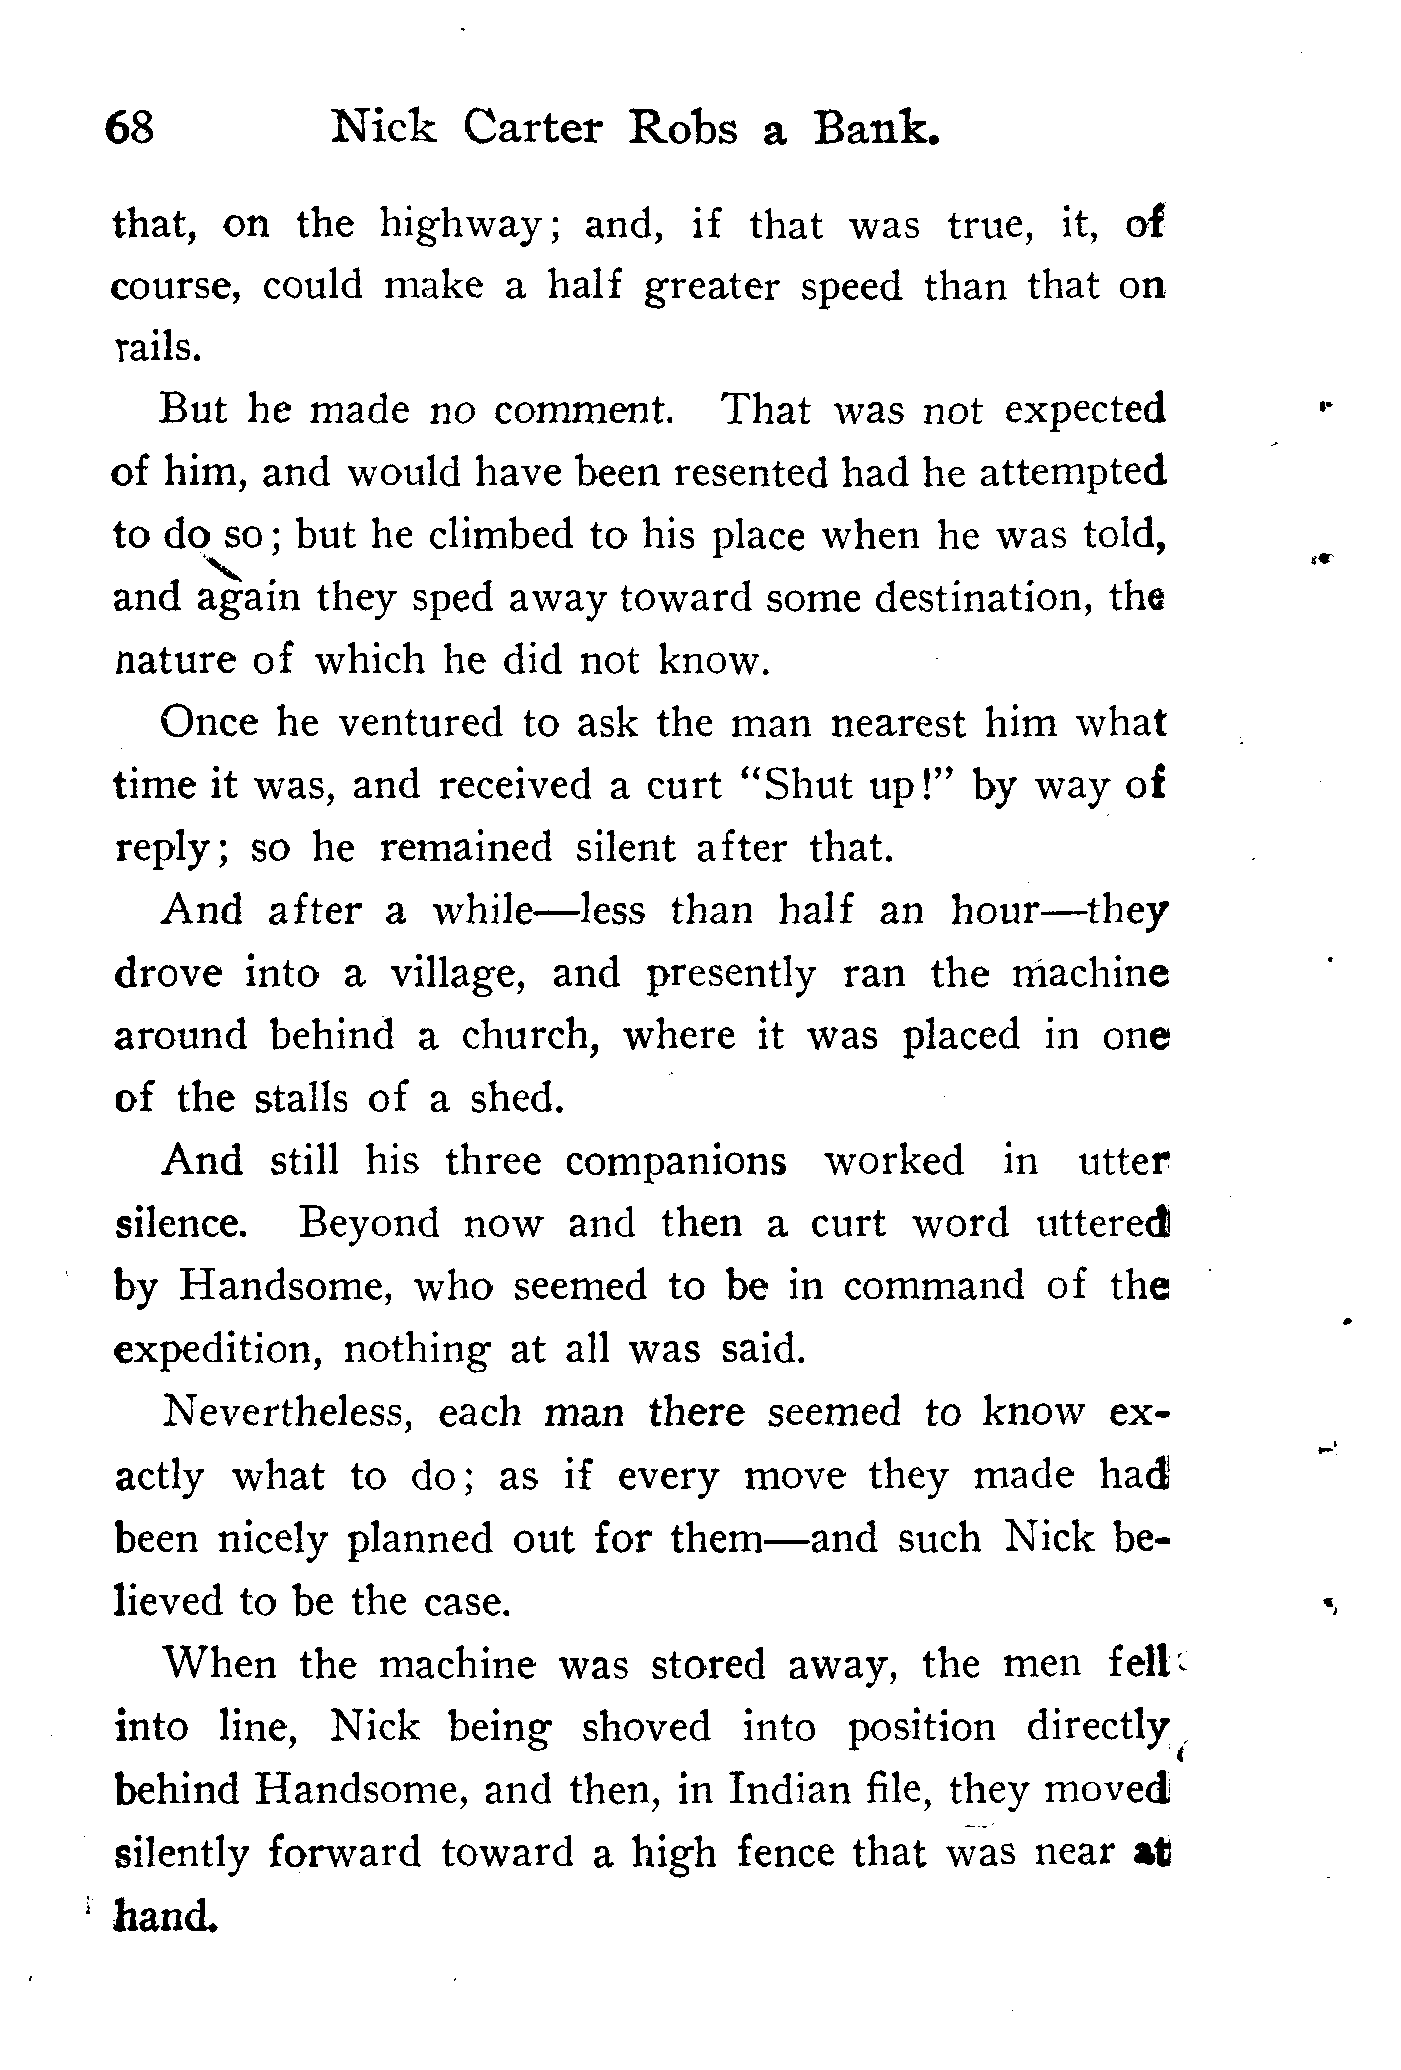 68 Nick Carter Robs a Bank.
that, on the highway; and, if that was true, it, of
course, could make a half greater speed than that on
rails.
But he made no comment. That was not expected
of him, and would have been resented had he attempted
to do so; but he climbed to his place when he was told,
and again they sped away toward some destination, the
nature of which he did not know.
Once he ventured to ask the man nearest him what
time it was, and received a curt "Shut up!" by way of
reply; so he remained silent after that.
And after a while—less than half an hour—they
drove into a village, and presently ran the machine
around behind a church, where it was placed in one
of the stalls of a shed.
And still his three companions worked in utter
silence. Beyond now and then a curt word uttered
by Handsome, who seemed to be in command of the
expedition, nothing at all was said.
Nevertheless, each man there seemed to know ex-
actly what to do; as if every move they made had
been nicely planned out for them—and such Nick be-
lieved to be the case.
When the machine was stored away, the men fell
into line, Nick being shoved into position directly
behind Handsome, and then, in Indian file, they moved
silently forward toward a high fence that was near at
hand.